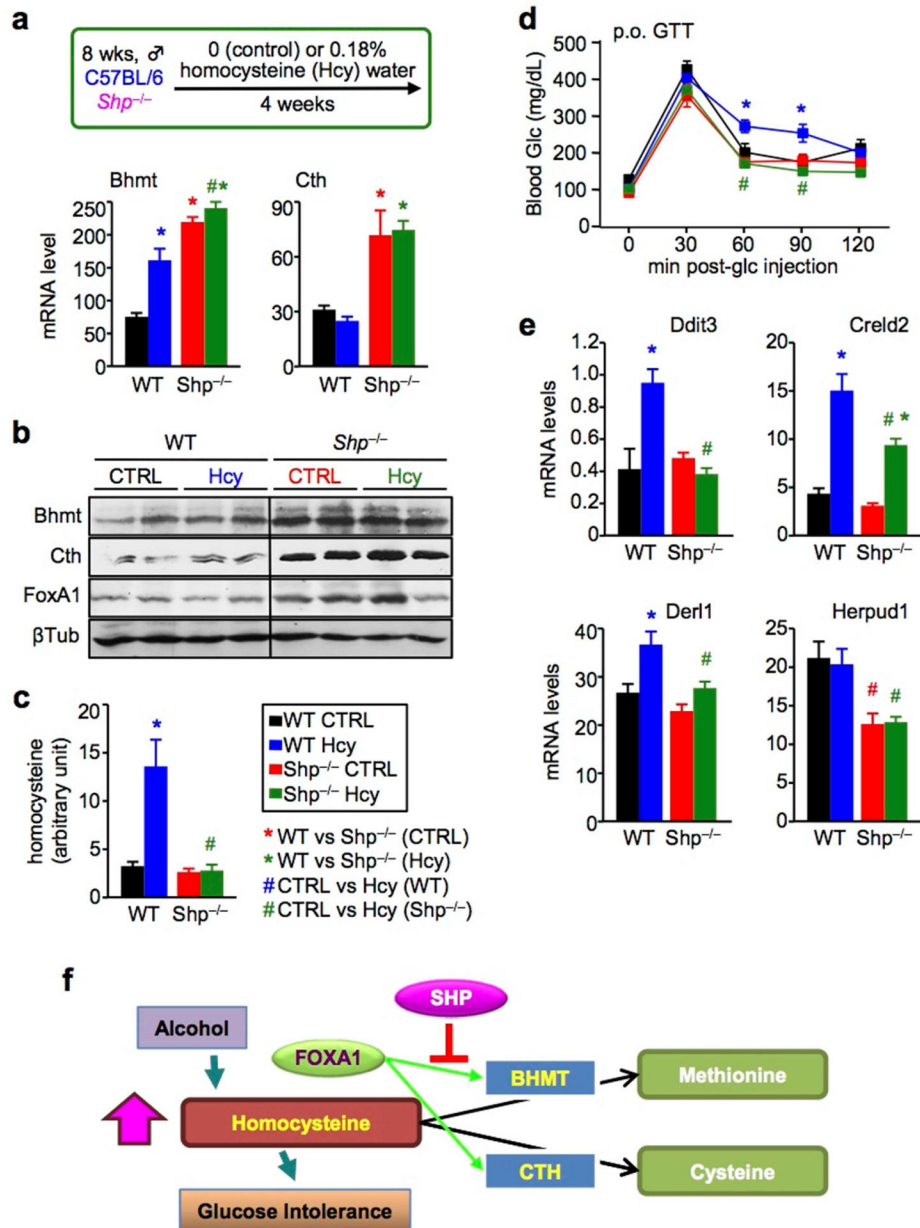 a
8 wks, ♂
C57BL/6
Shp–/–
0 (control) or 0.18%
homocysteine (Hcy) water
4 weeks
Bhmt
mRNA level
250
200
150
100
50
0
WT Shp–/–
*
*
#*
Cth
90
60
30
0
WT Shp–/–
*
*
b
WT Shp–/–
CTRL Hcy CTRL Hcy
Bhmt
Cth
FoxA1
βTub
c
homocysteine
(arbitrary unit)
20
15
10
5
0
WT Shp–/–
*
#
WT CTRL
WT Hcy
Shp–/– CTRL
Shp–/– Hcy
* WT vs Shp–/– (CTRL)
* WT vs Shp–/– (Hcy)
# CTRL vs Hcy (WT)
# CTRL vs Hcy (Shp–/–)
d
p.o. GTT
Blood Glc (mg/dL)
500
400
300
200
100
0
* *
# #
0 30 60 90 120
min post-glc injection
e
Ddit3
mRNA levels
1.2
1.0
0.8
0.6
0.4
0.2
0
WT Shp–/–
*
#
Creld2
20
15
10
5
0
WT Shp–/–
*
# *
Derl1
mRNA levels
40
30
20
10
0
WT Shp–/–
*
#
Herpud1
25
20
15
10
5
0
WT Shp–/–
# #
f
SHP
Alcohol
FOXA1
BHMT
Methionine
Homocysteine
CTH
Cysteine
Glucose Intolerance